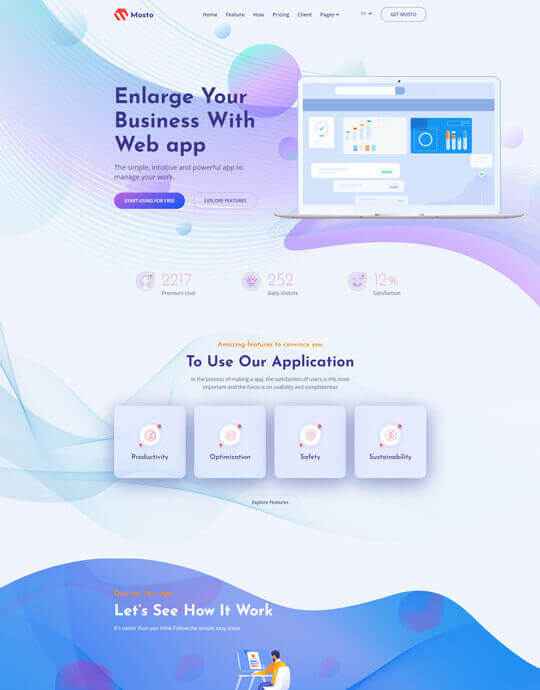 Mosto
Home Feature How Pricing Client Pages
GET MOSTO
Enlarge Your
Business With
Web app
The simple, intuitive and powerful app to
manage your work.
START USING FOR FREE
EXPLORE FEATURES
2217
Premium User
252
Daily Visitors
12%
Satisfaction
Amazing features to convince you
To Use Our Application
In the process of making a app, the satisfaction of users is the most
important and the focus is on usability and completeness
Productivity
Optimization
Safety
Sustainability
Explore Features
Let's See How It Work
It's easier than you think.Follow the simple easy steps